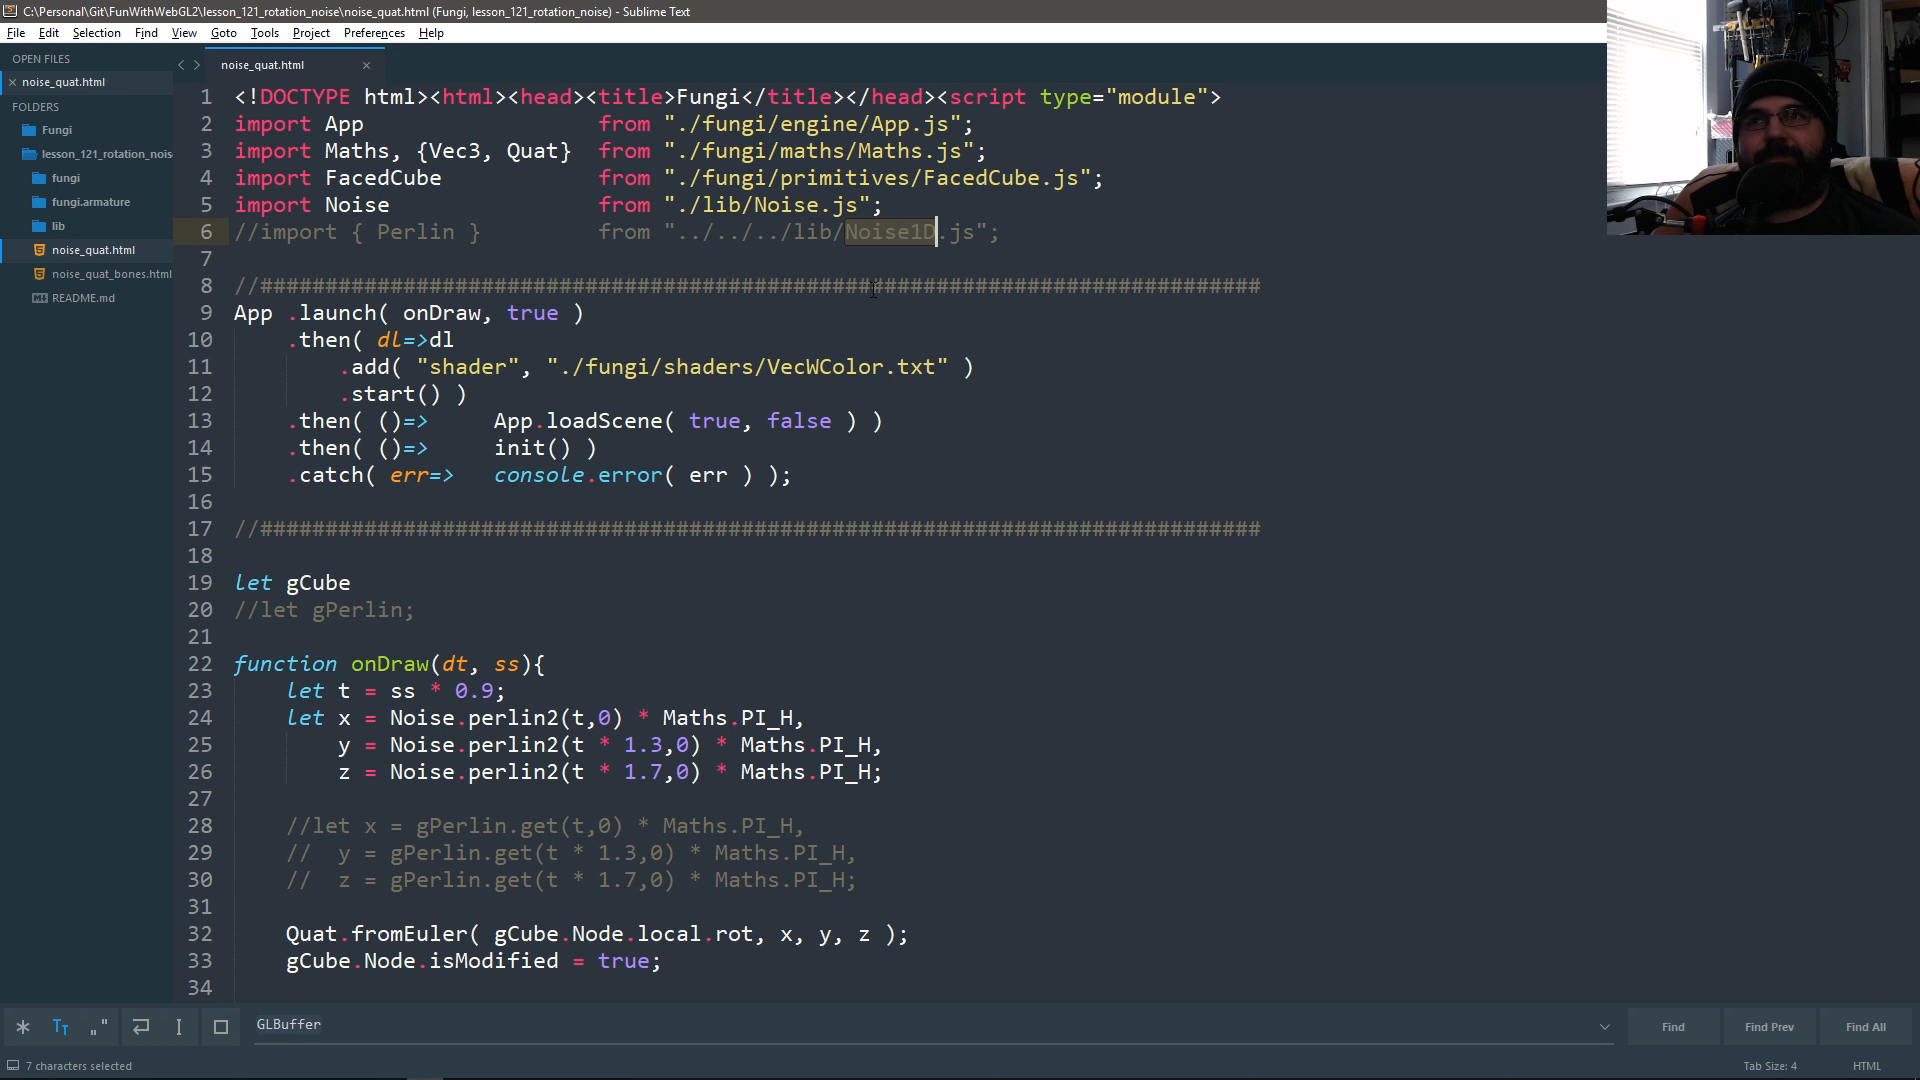 C:\Personal\Git\FunWithWebGL2\lesson_121_rotation_noise\noise_quat.html (Fungi, lesson_121_rotation_noise) - Sublime Text
File Edit Selection Find View Goto Tools Project Preferences Help
OPEN FILES
noise_quat.html
FOLDERS
Fungi
lesson_121_rotation_nois
fungi
fungi.armature
lib
noise_quat.html
noise_quat_bones.html
README.md
noise_quat.html
1 <!DOCTYPE html><html><head><title>Fungi</title></head><script type="module">
2 import App from "./fungi/engine/App.js";
3 import Maths, {Vec3, Quat} from "./fungi/maths/Maths.js";
4 import FacedCube from "./fungi/primitives/FacedCube.js";
5 import Noise from "./lib/Noise.js";
6 //import { Perlin } from "../../../lib/Noise1D.js";
7
8 //#############################################################################
9 App .launch( onDraw, true )
10 .then( dl=>dl
11 .add( "shader", "./fungi/shaders/VecWColor.txt" )
12 .start() )
13 .then( ()=> App.loadScene( true, false ) )
14 .then( ()=> init() )
15 .catch( err=> console.error( err ) );
16
17 //#############################################################################
18
19 let gCube
20 //let gPerlin;
21
22 function onDraw(dt, ss){
23 let t = ss * 0.9;
24 let x = Noise.perlin2(t,0) * Maths.PI_H,
25 y = Noise.perlin2(t * 1.3,0) * Maths.PI_H,
26 z = Noise.perlin2(t * 1.7,0) * Maths.PI_H;
27
28 //let x = gPerlin.get(t,0) * Maths.PI_H,
29 // y = gPerlin.get(t * 1.3,0) * Maths.PI_H,
30 // z = gPerlin.get(t * 1.7,0) * Maths.PI_H;
31
32 Quat.fromEuler( gCube.Node.local.rot, x, y, z );
33 gCube.Node.isModified = true;
34
GLBuffer
Find Find Prev Find All
7 characters selected
Tab Size: 4 HTML